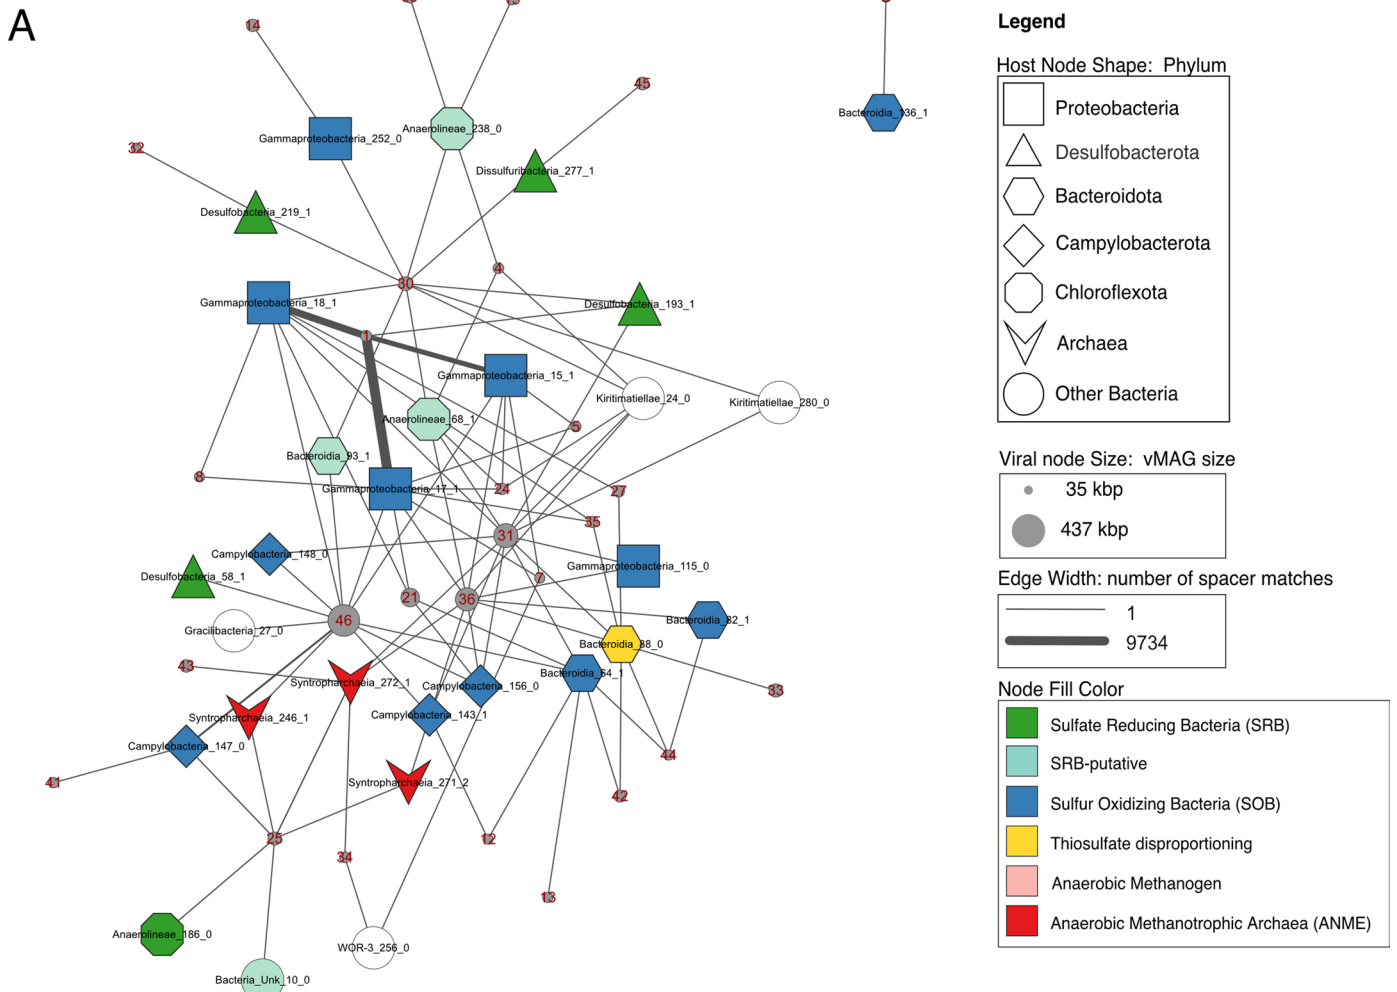 A
14
45
Gammaproteobacteria_252_0
Anaerolineae_238_0
Bacteroidia_136_1
32
Dissulfuribacteria_277_1
Desulfobacteria_219_1
4
30
Gammaproteobacteria_18_1
Desulfobacteria_193_1
1
Gammaproteobacteria_15_1
Kiritimatiellae_24_0
Kiritimatiellae_280_0
Anaerolineae_68_1
5
Bacteroidia_93_1
8
Gammaproteobacteria_17_1
24
27
35
31
Campylobacteria_148_0
Gammaproteobacteria_115_0
Desulfobacteria_58_1
7
21
36
46
Bacteroidia_32_1
Gracilibacteria_27_0
Bacteroidia_38_0
43
Syntropharchaeia_272_1
Campylobacteria_156_0
Bacteroidia_64_1
33
Syntropharchaeia_246_1
Campylobacteria_143_1
Campylobacteria_147_0
44
41
Syntropharchaeia_271_2
42
25
12
34
13
Anaerolineae_186_0
WOR-3_256_0
Bacteria_Unk_10_0
Legend
Host Node Shape: Phylum
Proteobacteria
Desulfobacterota
Bacteroidota
Campylobacterota
Chloroflexota
Archaea
Other Bacteria
Viral node Size: vMAG size
35 kbp
437 kbp
Edge Width: number of spacer matches
1
9734
Node Fill Color
Sulfate Reducing Bacteria (SRB)
SRB-putative
Sulfur Oxidizing Bacteria (SOB)
Thiosulfate disproportioning
Anaerobic Methanogen
Anaerobic Methanotrophic Archaea (ANME)